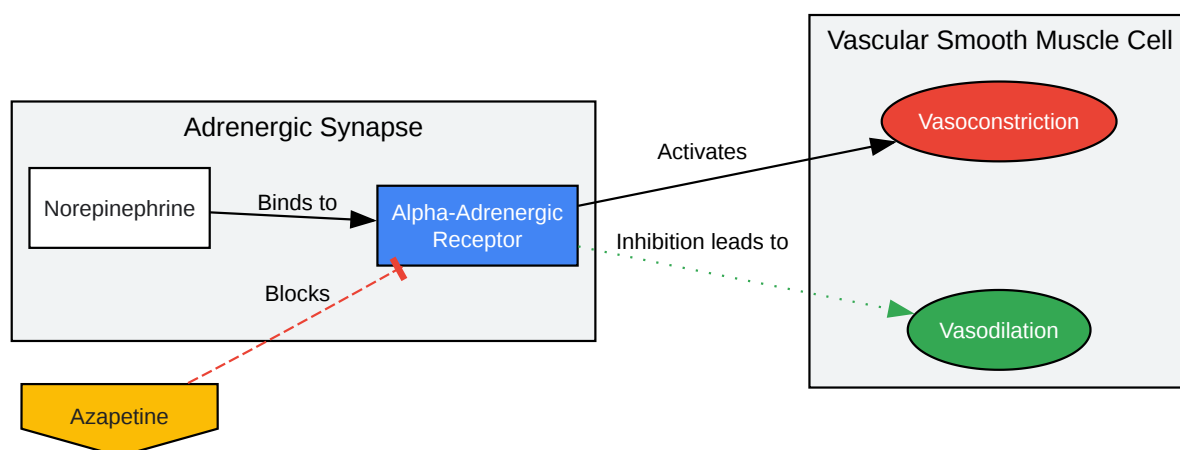 Vascular Smooth Muscle Cell
Vasoconstriction
Adrenergic Synapse
Activates
Norepinephrine
Binds to
Alpha-Adrenergic
Receptor
Inhibition leads to
Blocks
Vasodilation
Azapetine